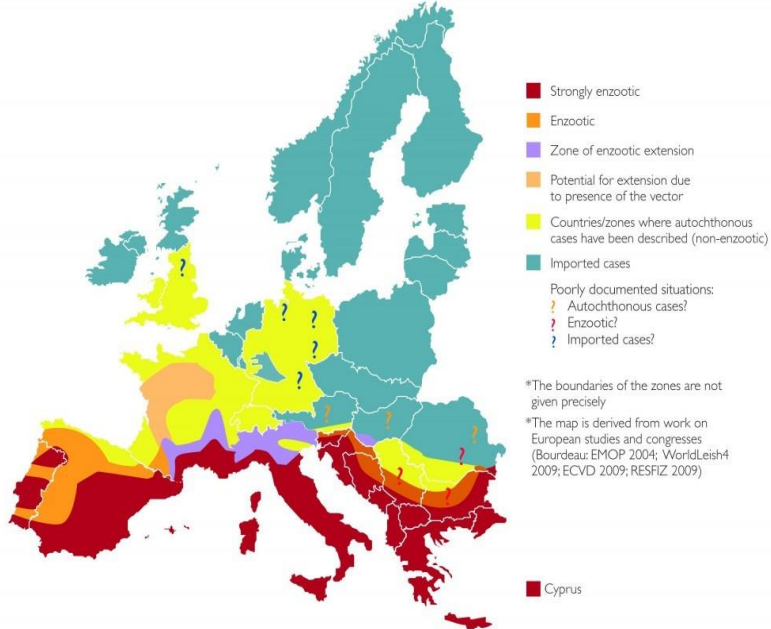 Strongly enzootic
Enzootic
Zone of enzootic extension
Potential for extension due
to presence of the vector
Countries/zones where autochthonous
cases have been described (non-enzootic)
Imported cases
Poorly documented situations:
? Autochthonous cases?
? Enzootic?
? Imported cases?
*The boundaries of the zones are not
given precisely
*The map is derived from work on
European studies and congresses
(Bourdeau: EMOP 2004; WorldLeish4
2009; ECVD 2009; RESFIZ 2009)
Cyprus
?
?
?
?
?
?
?
?
?
?
?